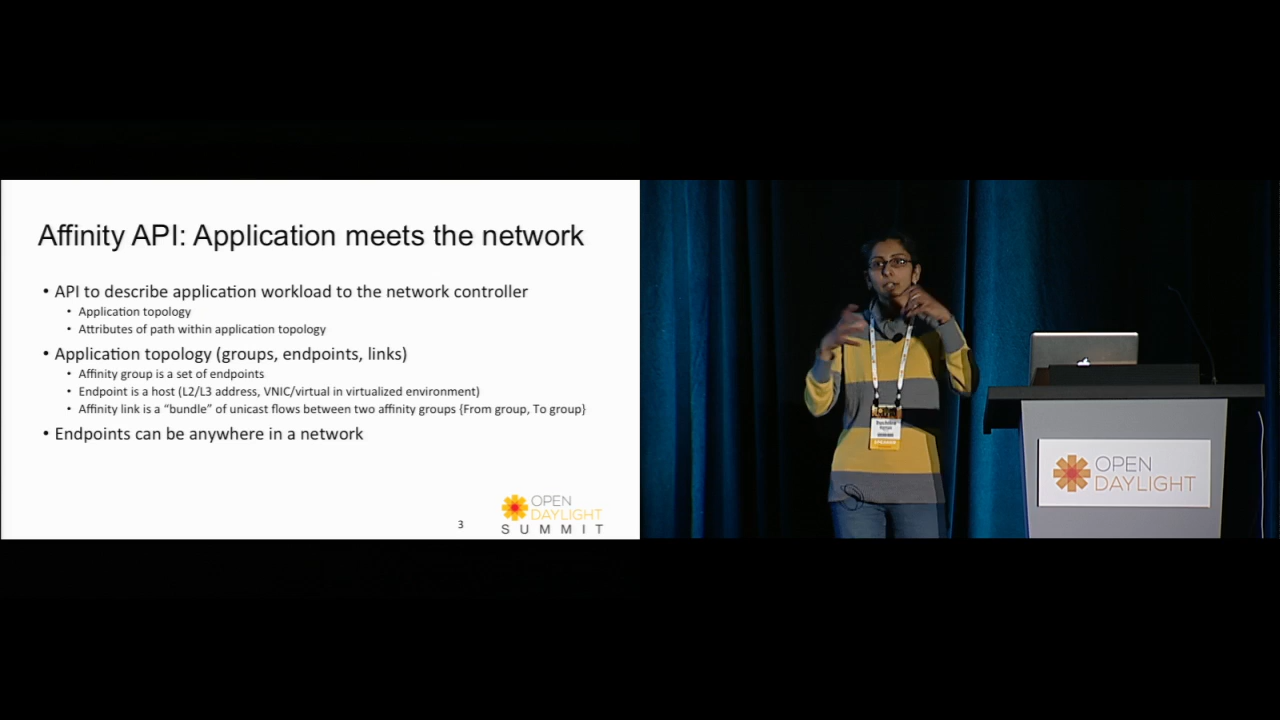 Affinity API: Application meets the network
• API to describe application workload to the network controller
• Application topology
• Attributes of path within application topology
• Application topology (groups, endpoints, links)
• Affinity group is a set of endpoints
• Endpoint is a host (L2/L3 address, VNIC/virtual in virtualized environment)
• Affinity link is a “bundle” of unicast flows between two affinity groups {From group, To group}
• Endpoints can be anywhere in a network
3
OPEN
DAYLIGHT
SUMMIT
OPEN
DAYLIGHT